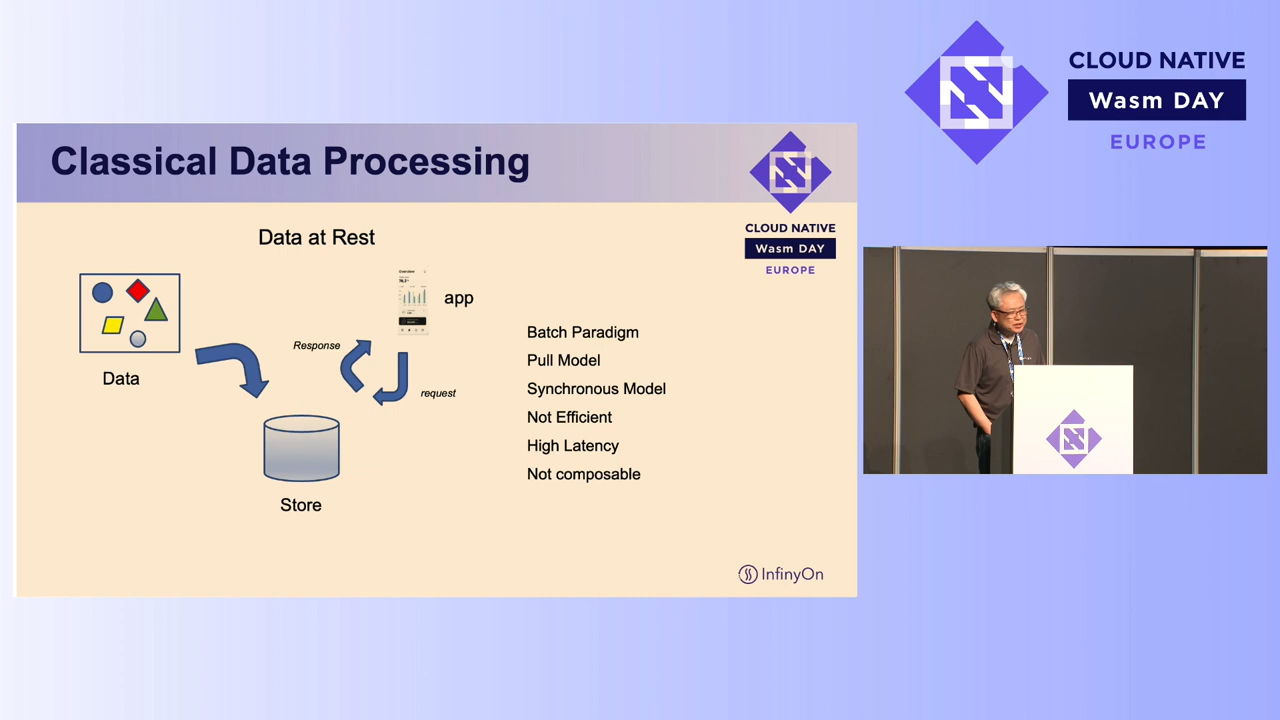 CLOUD NATIVE
Wasm DAY
EUROPE
Classical Data Processing
CLOUD NATIVE
Wasm DAY
EUROPE
Data at Rest
Data
Response
app
request
Store
Batch Paradigm
Pull Model
Synchronous Model
Not Efficient
High Latency
Not composable
InfinyOn